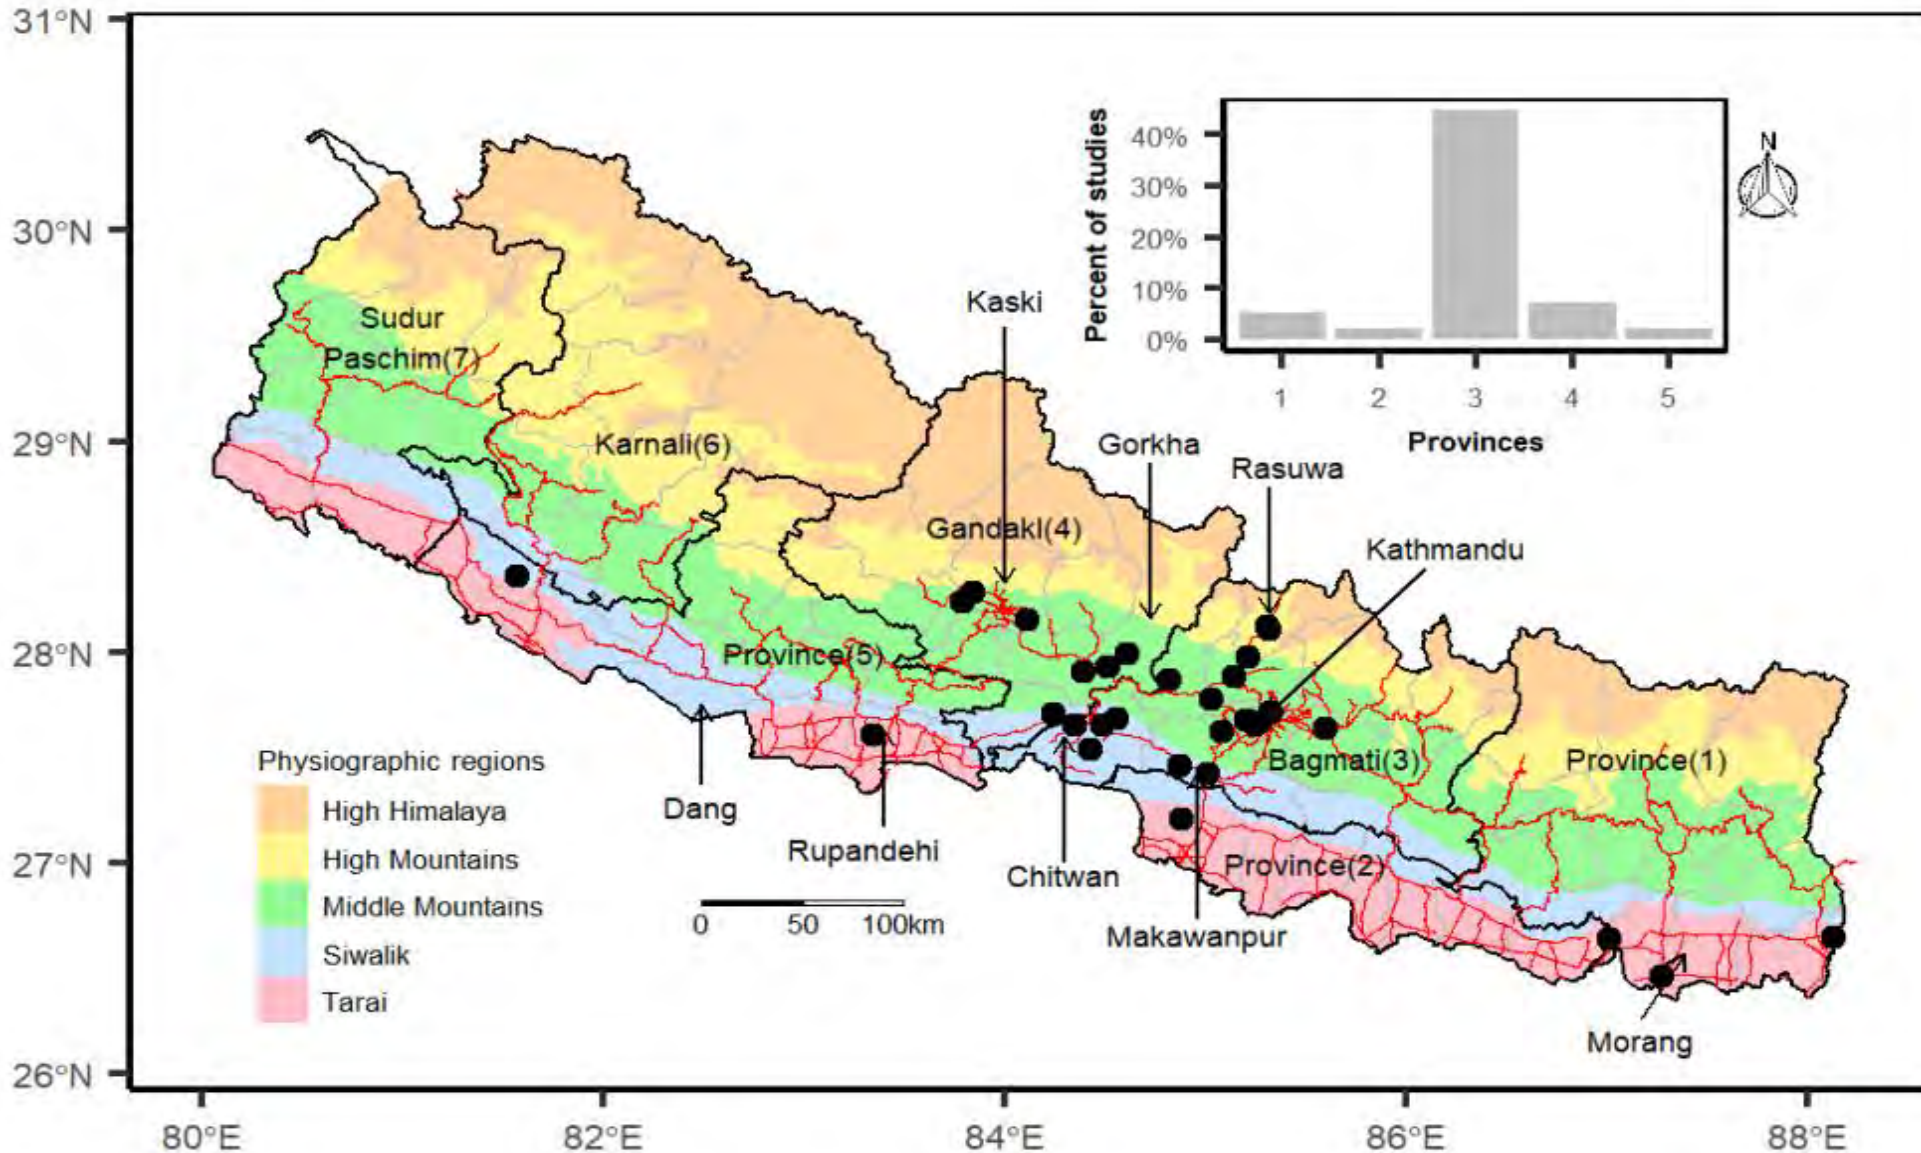 31°N
30°N
29°N
28°N
27°N
26°N
80°E
82°E
84°E
86°E
88°E
Percent of studies
40%
30%
20%
10%
0%
1
2
3
4
5
Provinces
N
Kaski
Gorkha
Rasuwa
Kathmandu
Sudur
Paschim(7)
Karnali(6)
Gandakl(4)
Province(5)
Bagmati(3)
Province(1)
Province(2)
Dang
Rupandehi
Chitwan
Makawanpur
Morang
Physiographic regions
High Himalaya
High Mountains
Middle Mountains
Siwalik
Tarai
0 50 100km